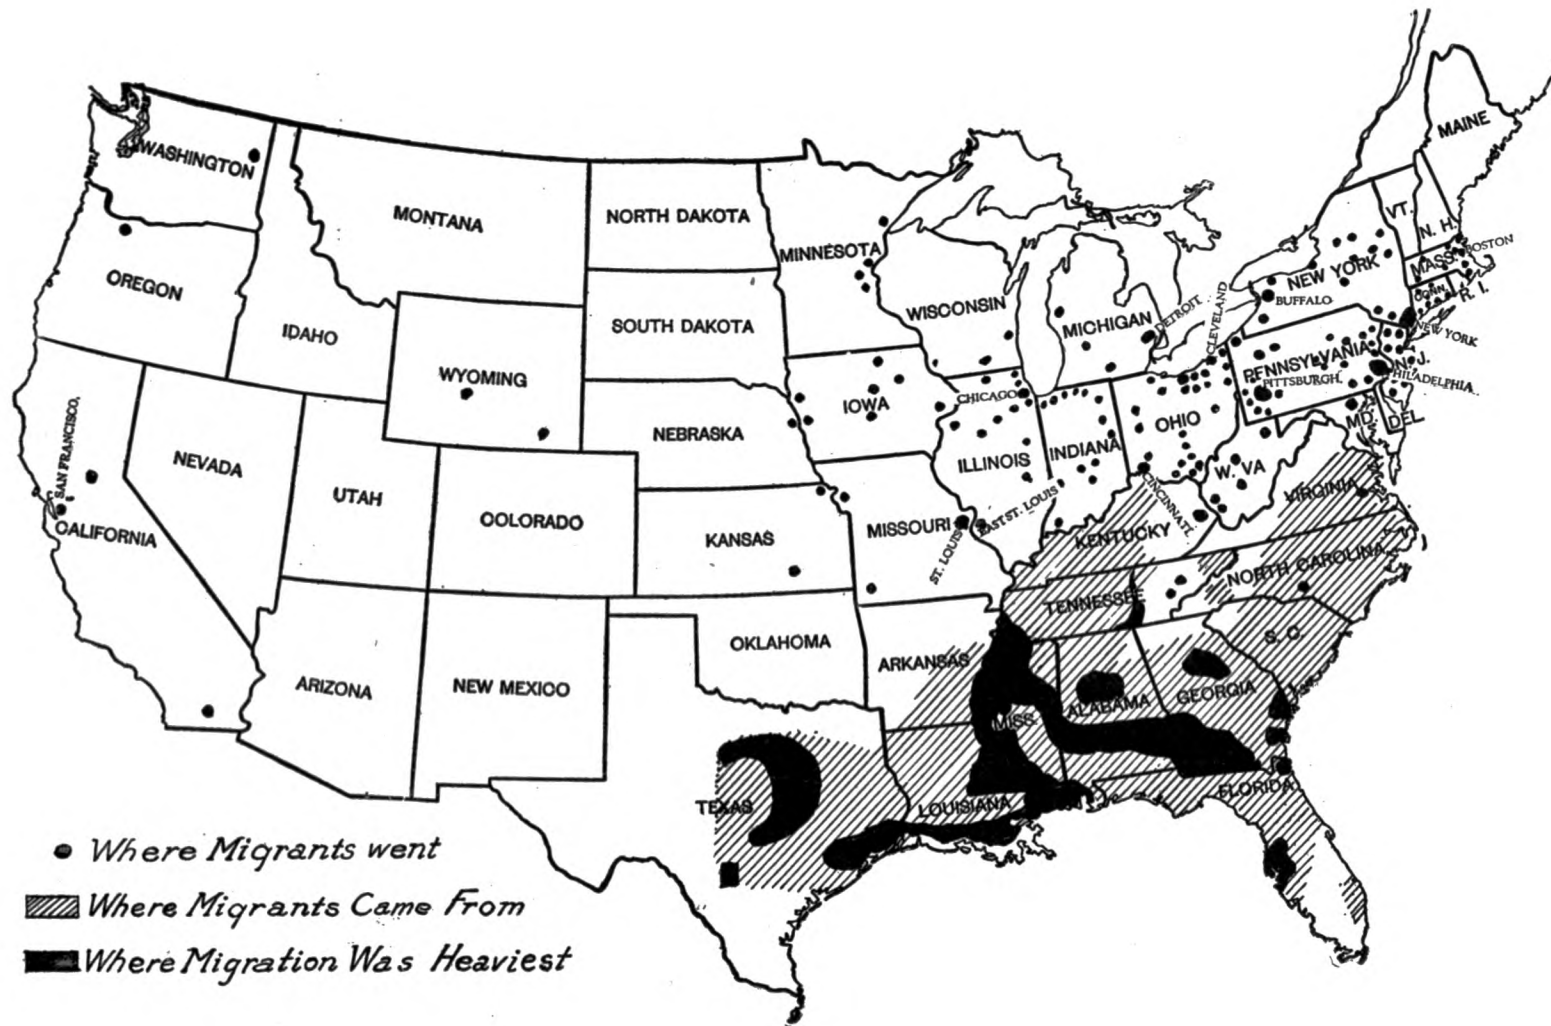 MAINE
WASHINGTON
MONTANA
NORTH DAKOTA
MINNESOTA
VT.
N. H.
BOSTON
MASS.
OREGON
IDAHO
SOUTH DAKOTA
WISCONSIN
MICHIGAN
DETROIT
CLEVELAND
NEW YORK
BUFFALO
CONN.
R. I.
NEW YORK
WYOMING
IOWA
CHICAGO
PENNSYLVANIA
PITTSBURGH
N. J.
PHILADELPHIA
SAN FRANCISCO,
NEVADA
UTAH
NEBRASKA
ILLINOIS
INDIANA
OHIO
MD.
DEL.
W. VA
CALIFORNIA
COLORADO
KANSAS
MISSOURI
ST. LOUIS
EAST ST. LOUIS
CINCINNATI
KENTUCKY
VIRGINIA
ARIZONA
NEW MEXICO
OKLAHOMA
ARKANSAS
TENNESSEE
NORTH CAROLINA
S. C.
TEXAS
LOUISIANA
MISS.
ALABAMA
GEORGIA
FLORIDA
Where Migrants went
Where Migrants Came From
Where Migration Was Heaviest